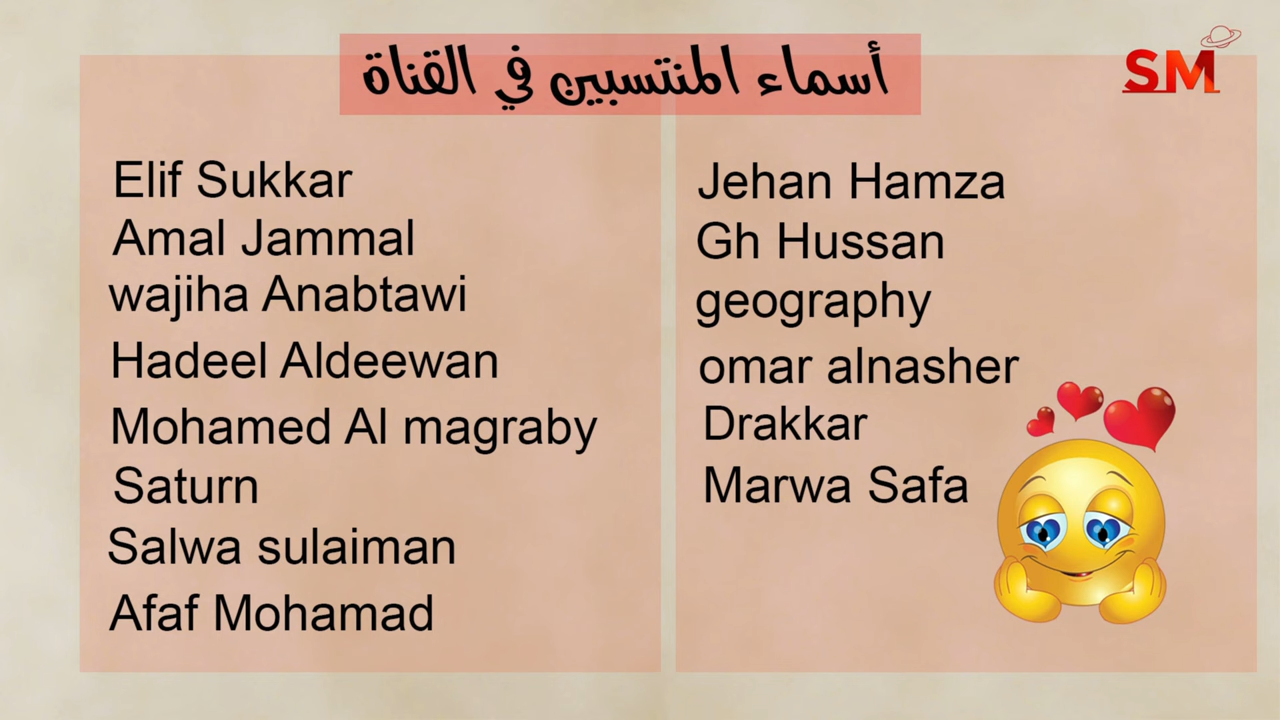 أسماء المنتسبين في القناة
SM
Elif Sukkar
Amal Jammal
wajiha Anabtawi
Hadeel Aldeewan
Mohamed Al magraby
Saturn
Salwa sulaiman
Afaf Mohamad
Jehan Hamza
Gh Hussan
geography
omar alnasher
Drakkar
Marwa Safa